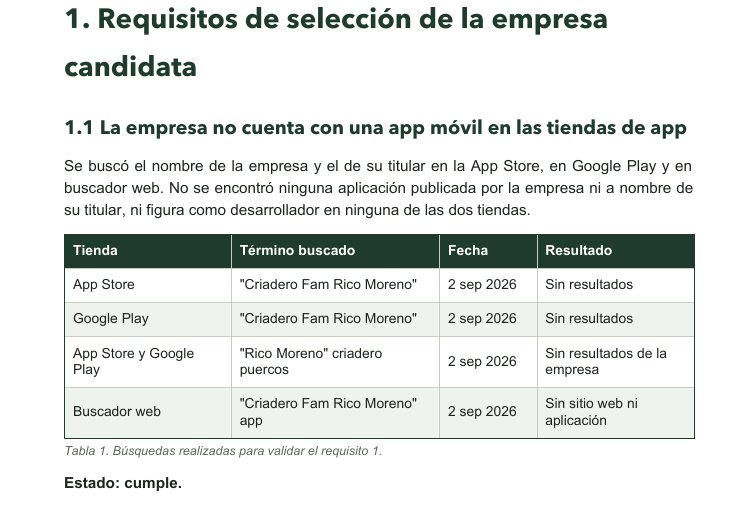 1. Requisitos de selección de la empresa
candidata
1.1 La empresa no cuenta con una app móvil en las tiendas de app
Se buscó el nombre de la empresa y el de su titular en la App Store, en Google Play y en
buscador web. No se encontró ninguna aplicación publicada por la empresa ni a nombre de
su titular, ni figura como desarrollador en ninguna de las dos tiendas.
Tienda Término buscado Fecha Resultado
App Store "Criadero Fam Rico Moreno" 2 sep 2026 Sin resultados
Google Play "Criadero Fam Rico Moreno" 2 sep 2026 Sin resultados
App Store y Google
Play
"Rico Moreno" criadero
puercos
2 sep 2026
Sin resultados de la
empresa
Buscador web
"Criadero Fam Rico Moreno"
app
2 sep 2026
Sin sitio web ni
aplicación
Tabla 1. Búsquedas realizadas para validar el requisito 1.
Estado: cumple.